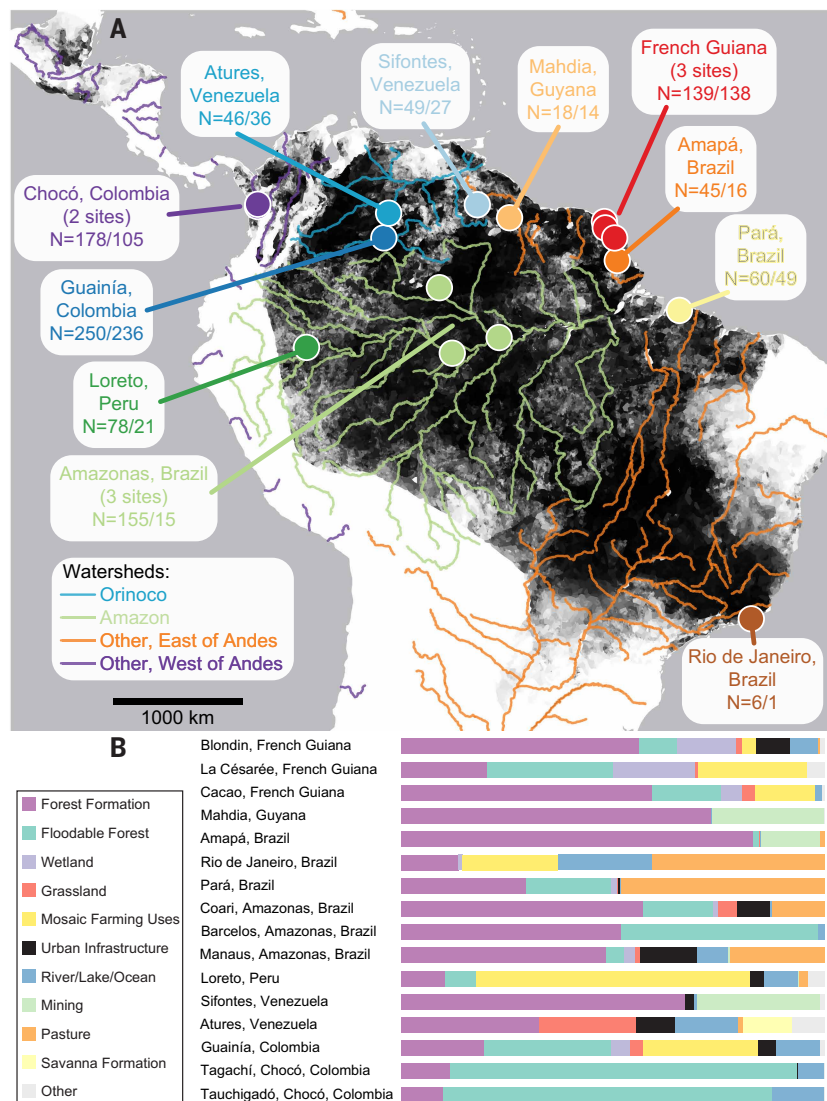 A
Atures,
Venezuela
N=46/36
Sifontes,
Venezuela
N=49/27
Mahdia,
Guyana
N=18/14
French Guiana
(3 sites)
N=139/138
Amapá,
Brazil
N=45/16
Chocó, Colombia
(2 sites)
N=178/105
Pará,
Brazil
N=60/49
Guainía,
Colombia
N=250/236
Loreto,
Peru
N=78/21
Amazonas, Brazil
(3 sites)
N=155/15
Watersheds:
Orinoco
Amazon
Other, East of Andes
Other, West of Andes
1000 km
Rio de Janeiro,
Brazil
N=6/1
B
Blondin, French Guiana
La Césarée, French Guiana
Cacao, French Guiana
Mahdia, Guyana
Amapá, Brazil
Rio de Janeiro, Brazil
Pará, Brazil
Coari, Amazonas, Brazil
Barcelos, Amazonas, Brazil
Manaus, Amazonas, Brazil
Loreto, Peru
Sifontes, Venezuela
Atures, Venezuela
Guainía, Colombia
Tagachí, Chocó, Colombia
Tauchigadó, Chocó, Colombia
Forest Formation
Floodable Forest
Wetland
Grassland
Mosaic Farming Uses
Urban Infrastructure
River/Lake/Ocean
Mining
Pasture
Savanna Formation
Other